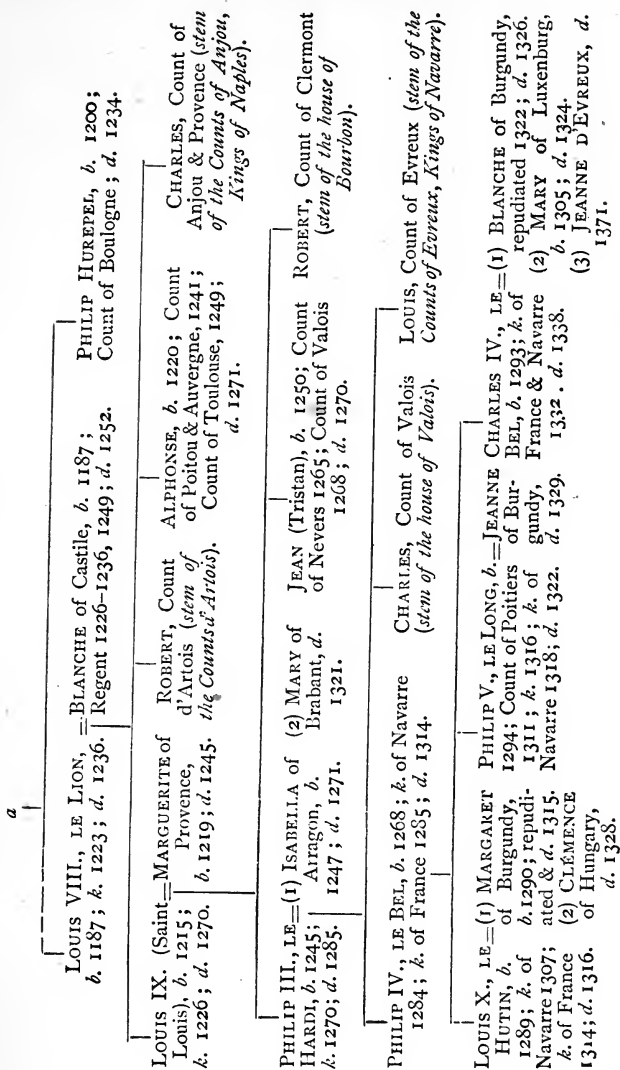 a
LOUIS VIII., LE LION,
b. 1187; k. 1223; d. 1236.
=BLANCHE of Castile, b. 1187;
Regent 1226-1236, 1249; d. 1252.
PHILIP HUREPEL, b. 1200;
Count of Boulogne; d. 1234.
LOUIS IX. (Saint
Louis), b. 1215;
k. 1226; d. 1270.
=MARGUERITE of
Provence,
b. 1219; d. 1245.
ROBERT, Count
d'Artois (stem of
the Counts d'Artois).
ALPHONSE, b. 1220; Count
of Poitou & Auvergne, 1241;
Count of Toulouse, 1249;
d. 1271.
CHARLES, Count of
Anjou & Provence (stem
of the Counts of Anjou,
Kings of Naples).
PHILIP III., LE
HARDI, b. 1245;
k. 1270; d. 1285.
=(1) ISABELLA of
Arragon, b.
1247; d. 1271.
(2) MARY of
Brabant, d.
1321.
JEAN (Tristan), b. 1250; Count
of Nevers 1265; Count of Valois
1268; d. 1270.
ROBERT, Count of Clermont
(stem of the house of
Bourbon).
PHILIP IV., LE BEL, b. 1268; k. of Navarre
1284; k. of France 1285; d. 1314.
CHARLES, Count of Valois
(stem of the house of Valois).
LOUIS, Count of Evreux (stem of the
Counts of Evreux, Kings of Navarre).
LOUIS X., LE
HUTIN, b.
1289; k. of
Navarre 1307;
k. of France
1314; d. 1316.
=(1) MARGARET
of Burgundy,
b. 1290; repudi-
ated & d. 1315.
(2) CLÉMENCE
of Hungary,
d. 1328.
PHILIP V., LE LONG, b.
1294; Count of Poitiers
1311; k. 1316; k. of
Navarre 1318; d. 1322.
=JEANNE
of Bur-
gundy,
d. 1329.
CHARLES IV., LE
BEL, b. 1293; k. of
France & Navarre
1332. d. 1338.
=(1) BLANCHE of Burgundy,
repudiated 1322; d. 1326.
(2) MARY of Luxenburg,
b. 1305; d. 1324.
(3) JEANNE D'EVREUX, d.
1371.